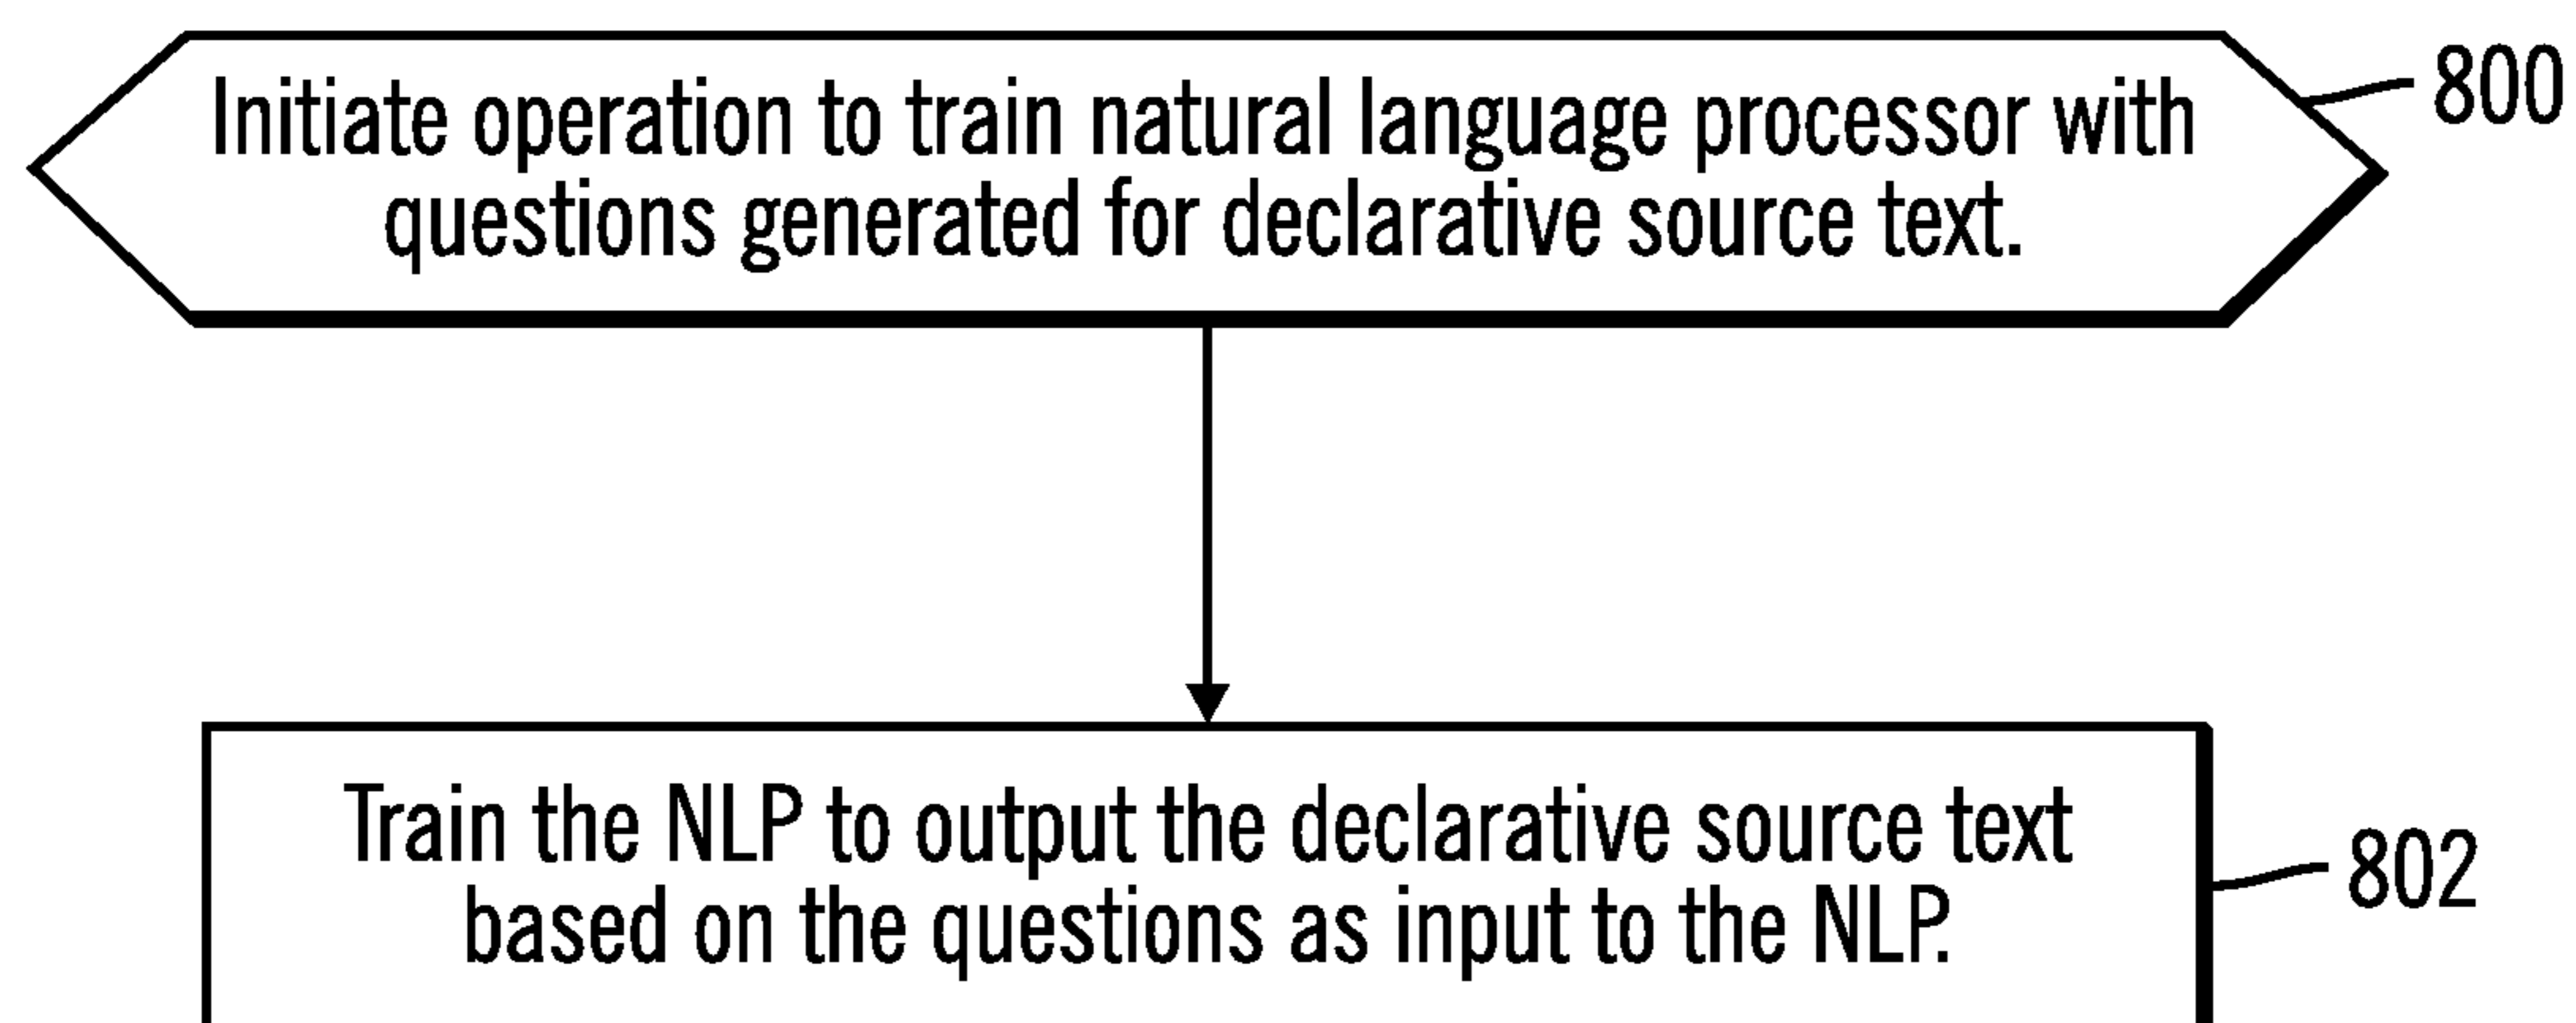 Initiate operation to train natural language processor with
800
questions generated for declarative source text.
Train the NLP to output the declarative source text
802
based on the questions as input to the NLP.